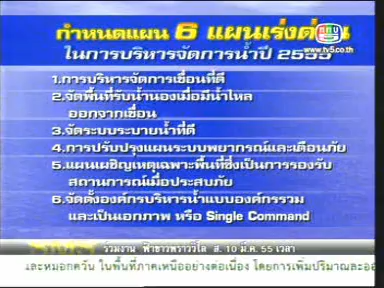 กำหนดแผน 6 แผนเร่งด่วน
ในการบริหารจัดการน้ำปี 2555
www.tv5.co.th
1.การบริหารจัดการเขื่อนที่ดี
2.จัดพื้นที่รับน้ำนองเมื่อมีน้ำไหล
ออกจากเขื่อน
3.จัดระบบระบายน้ำที่ดี
4.การปรับปรุงแผนระบบพยากรณ์และเตือนภัย
5.แผนเผชิญเหตุเฉพาะพื้นที่ซึ่งเป็นการรองรับ
สถานการณ์เมื่อประสบภัย
6.จัดตั้งองค์กรบริหารน้ำแบบองค์กรรวม
และเป็นเอกภาพ หรือ Single Command
ร่วมงาน ส. 10 มี.ค. 55 เวลา
และหมอกควัน ในพื้นที่ภาคเหนืออย่างต่อเนื่อง โดยการเพิ่มปริมาณละออ